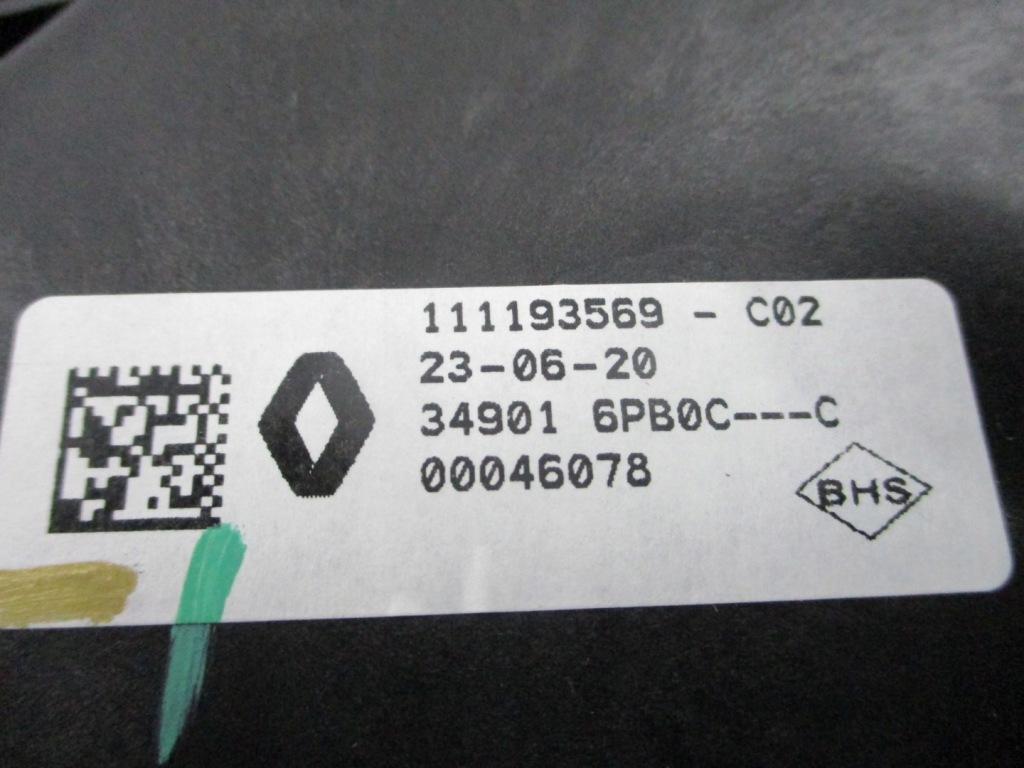 111193569 - C02
23-06-20
34901 6PB0C---C
00046078
BHS